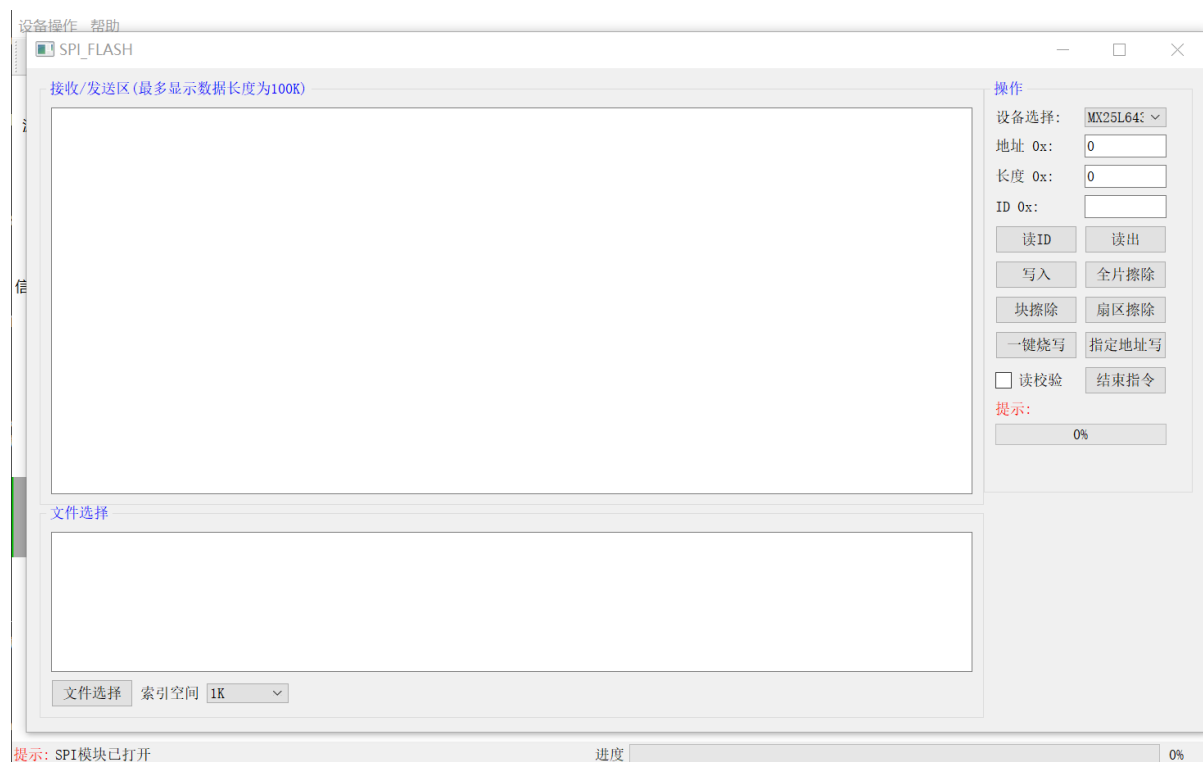 设备操作 帮助
SPI_FLASH
接收/发送区(最多显示数据长度为100K)
操作
设备选择: MX25L643
地址 0x: 0
长度 0x: 0
ID 0x:
读ID 读出
写入 全片擦除
块擦除 扇区擦除
一键烧写 指定地址写
读校验 结束指令
提示:
0%
信
文件选择
文件选择 索引空间 1K
提示: SPI模块已打开 进度 0%